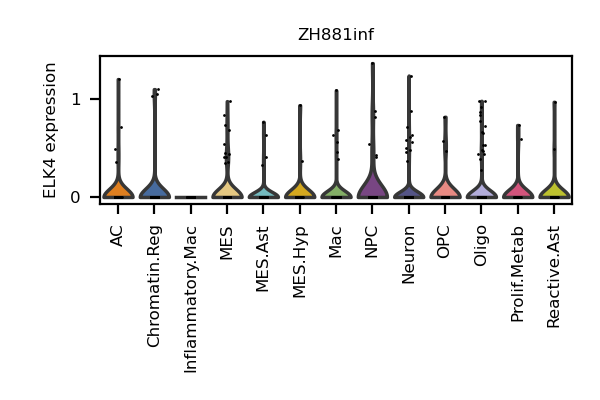 ZH881inf
ELK4 expression
1
0
AC
Chromatin.Reg
Inflammatory.Mac
MES
MES.Ast
MES.Hyp
Mac
NPC
Neuron
OPC
Oligo
Prolif.Metab
Reactive.Ast